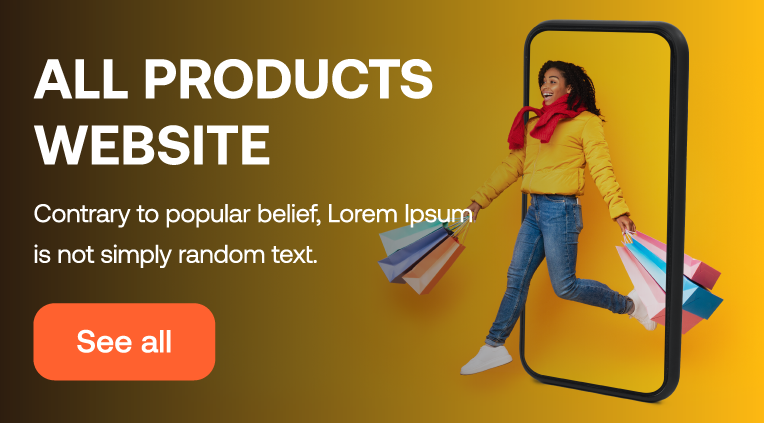 ALL PRODUCTS
WEBSITE
Contrary to popular belief, Lorem Ipsum
is not simply random text.
See all